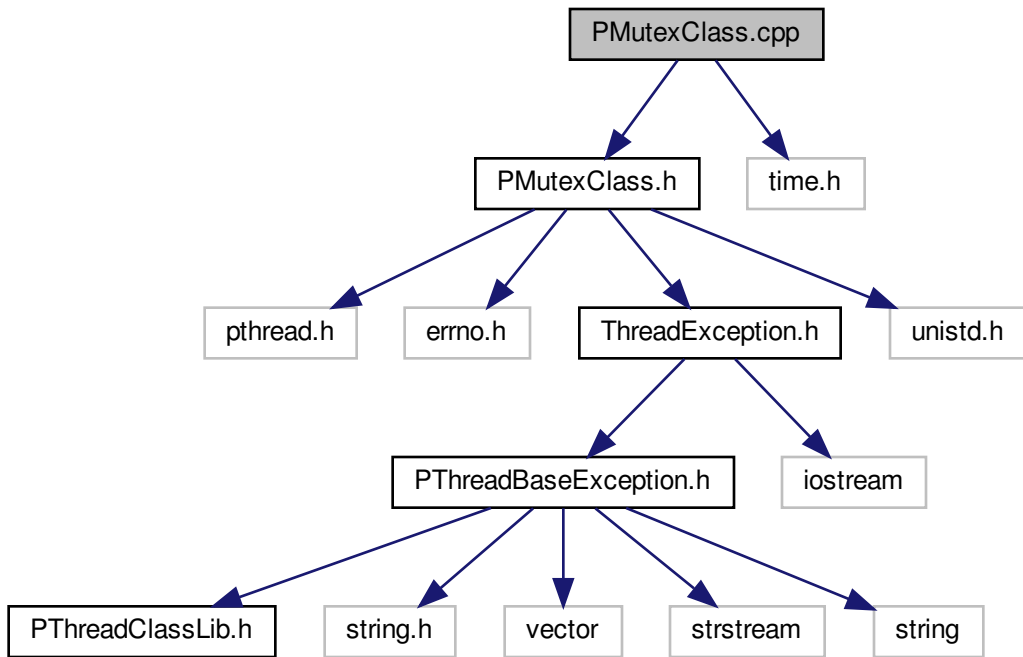 PMutexClass.cpp
PMutexClass.h
time.h
pthread.h
errno.h
ThreadException.h
unistd.h
PThreadBaseException.h
iostream
PThreadClassLib.h
string.h
vector
strstream
string